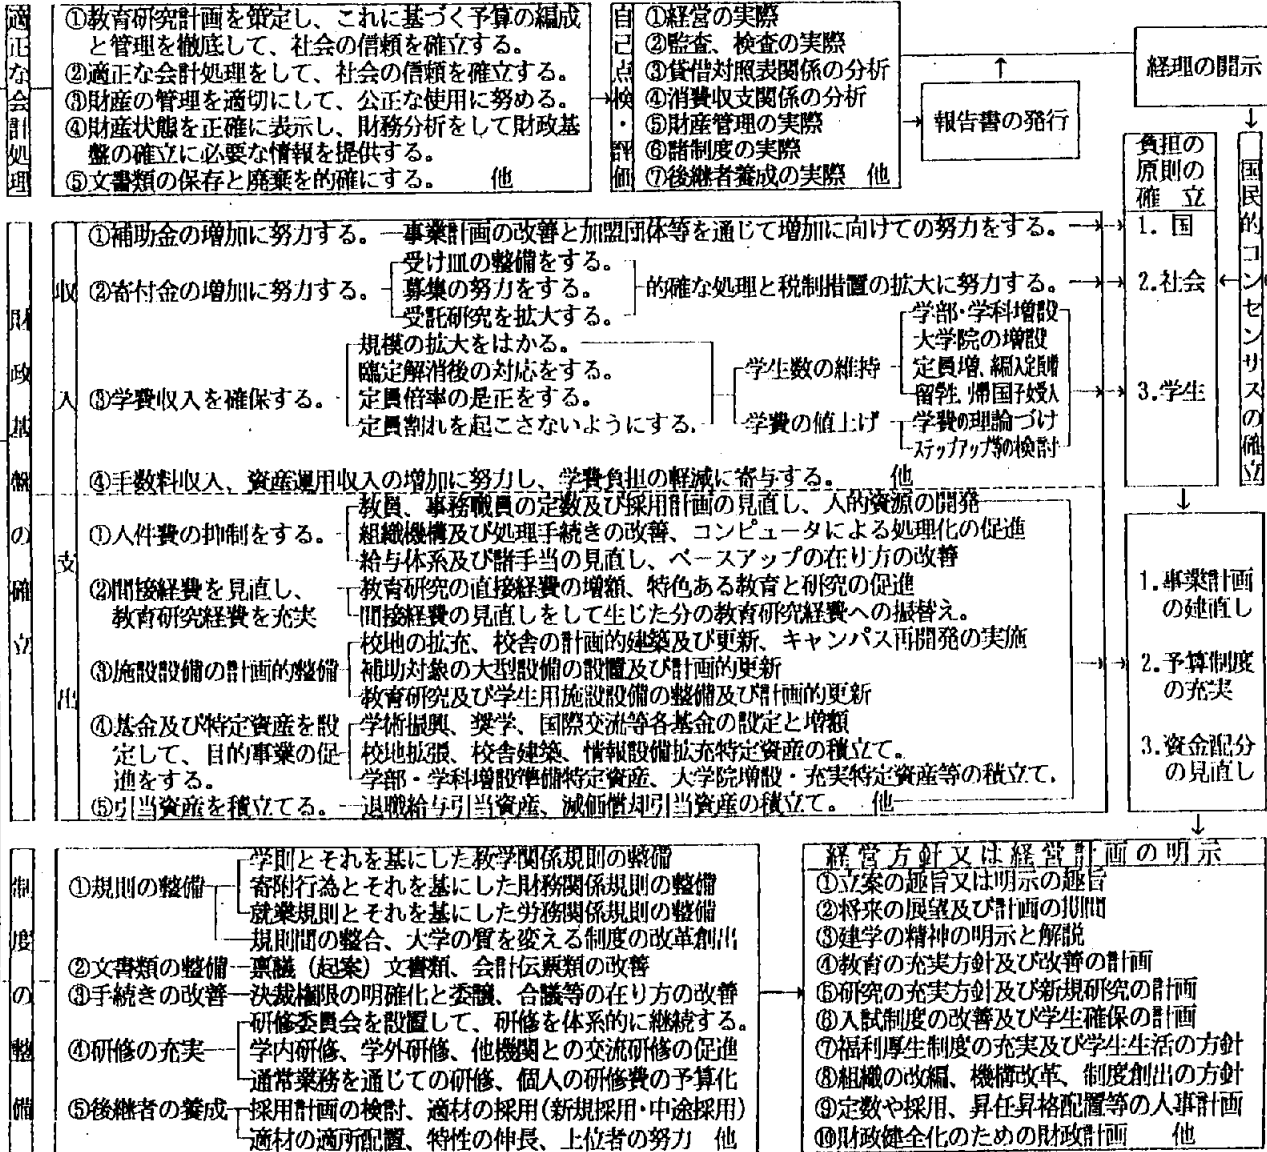 適正な会計処理
①教育研究計画を策定し、これに基づく予算の編成
と管理を徹底して、社会の信頼を確立する。
②適正な会計処理をして、社会の信頼を確立する。
③財産の管理を適切にして、公正な使用に努める。
④財産状態を正確に表示し、財務分析をして財政基
盤の確立に必要な情報を提供する。
⑤文書類の保存と廃棄を的確にする。 他
自己点検・評価
①経営の実際
②監査、検査の実際
③貸借対照表関係の分析
④消費収支関係の分析
⑤財産管理の実際
⑥諸制度の実際
⑦後継者養成の実際 他
報告書の発行
経理の開示
国民的コンセンサスの確立
負担の
原則の
確 立
1. 国
2.社会
3.学生
財政基盤の確立
収入
①補助金の増加に努力する。
事業計画の改善と加盟団体等を通じて増加に向けての努力をする。
②寄付金の増加に努力する。
受け皿の整備をする。
募集の努力をする。
受託研究を拡大する。
的確な処理と税制措置の拡大に努力する。
③学費収入を確保する。
規模の拡大をはかる。
臨定解消後の対応をする。
定員倍率の是正をする。
定員割れを起こさないようにする。
学生数の維持
学部・学科増設
大学院の増設
定員増、編入定員増
留学生、帰国子女受入
学費の値上げ
学費の理論づけ
ステップアップ等の検討
④手数料収入、資産運用収入の増加に努力し、学費負担の軽減に寄与する。 他
支出
①人件費の抑制をする。
教員、事務職員の定数及び採用計画の見直し、人的資源の開発
組織機構及び処理手続きの改善、コンピュータによる処理化の促進
給与体系及び諸手当の見直し、ベースアップの在り方の改善
②間接経費を見直し、
教育研究経費を充実
教育研究の直接経費の増額、特色ある教育と研究の促進
間接経費の見直しをして生じた分の教育研究経費への振替え。
③施設設備の計画的整備
校地の拡充、校舎の計画的建築及び更新、キャンパス再開発の実施
補助対象の大型設備の設置及び計画的更新
教育研究及び学生用施設設備の整備及び計画的更新
④基金及び特定資産を設
定して、目的事業の促
進をする。
学術振興、奨学、国際交流等各基金の設定と増額
校地拡張、校舎建築、情報設備拡充特定資産の積立て。
学部・学科増設準備特定資産、大学院増設・充実特定資産等の積立て。
⑤引当資産を積立てる。
退職給与引当資産、減価償却引当資産の積立て。 他
1.事業計画
の建直し
2.予算制度
の充実
3.資金配分
の見直し
制度の整備
①規則の整備
学則とそれを基にした教学関係規則の整備
寄附行為とそれを基にした財務関係規則の整備
就業規則とそれを基にした労務関係規則の整備
規則間の整合、大学の質を変える制度の改革創出
②文書類の整備
稟議（起案）文書類、会計伝票類の改善
③手続きの改善
決裁権限の明確化と委譲、合議等の在り方の改善
④研修の充実
研修委員会を設置して、研修を体系的に継続する。
学内研修、学外研修、他機関との交流研修の促進
通常業務を通じての研修、個人の研修費の予算化
⑤後継者の養成
採用計画の検討、適材の採用(新規採用・中途採用)
適材の適所配置、特性の伸長、上位者の努力 他
経営方針又は経営計画の明示
①立案の趣旨又は明示の趣旨
②将来の展望及び計画の期間
③建学の精神の明示と解説
④教育の充実方針及び改善の計画
⑤研究の充実方針及び新規研究の計画
⑥入試制度の改善及び学生確保の計画
⑦福利厚生制度の充実及び学生生活の方針
⑧組織の改編、機構改革、制度創出の方針
⑨定数や採用、昇任昇格配置等の人事計画
⑩財政健全化のための財政計画 他